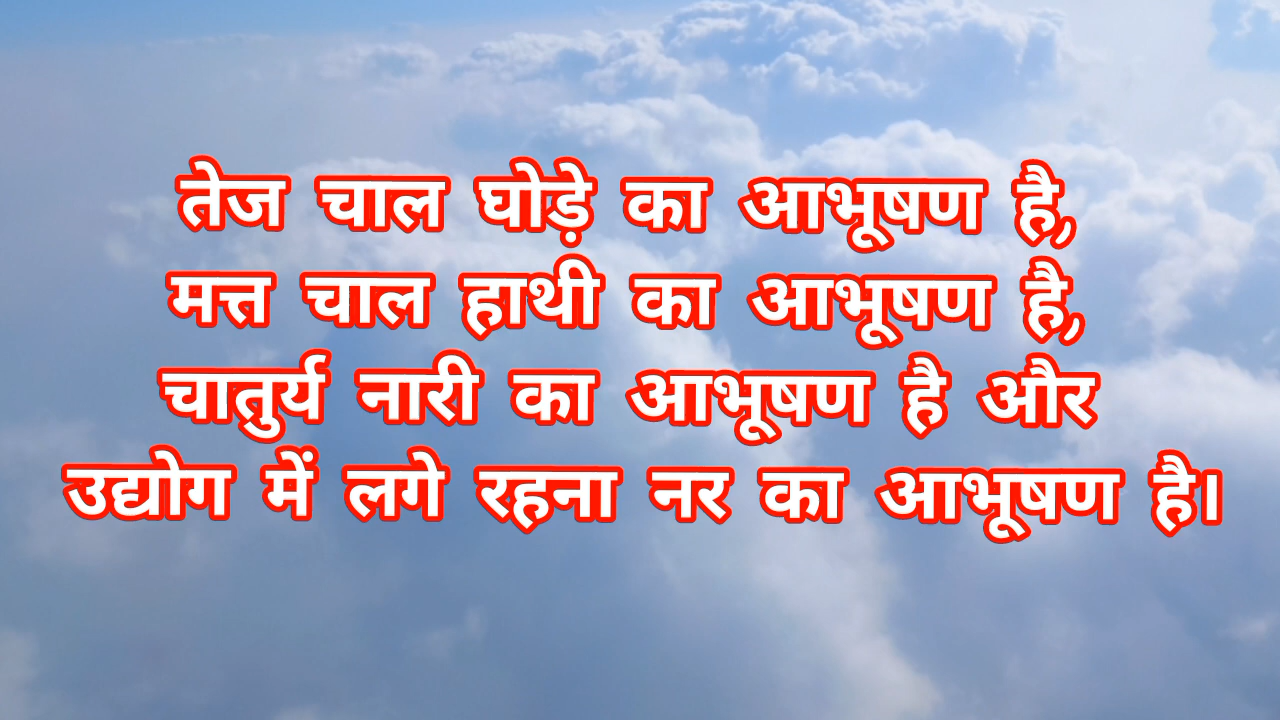 तेज चाल घोड़े का आभूषण है,
मत्त चाल हाथी का आभूषण है,
चातुर्य नारी का आभूषण है और
उद्योग में लगे रहना नर का आभूषण है।